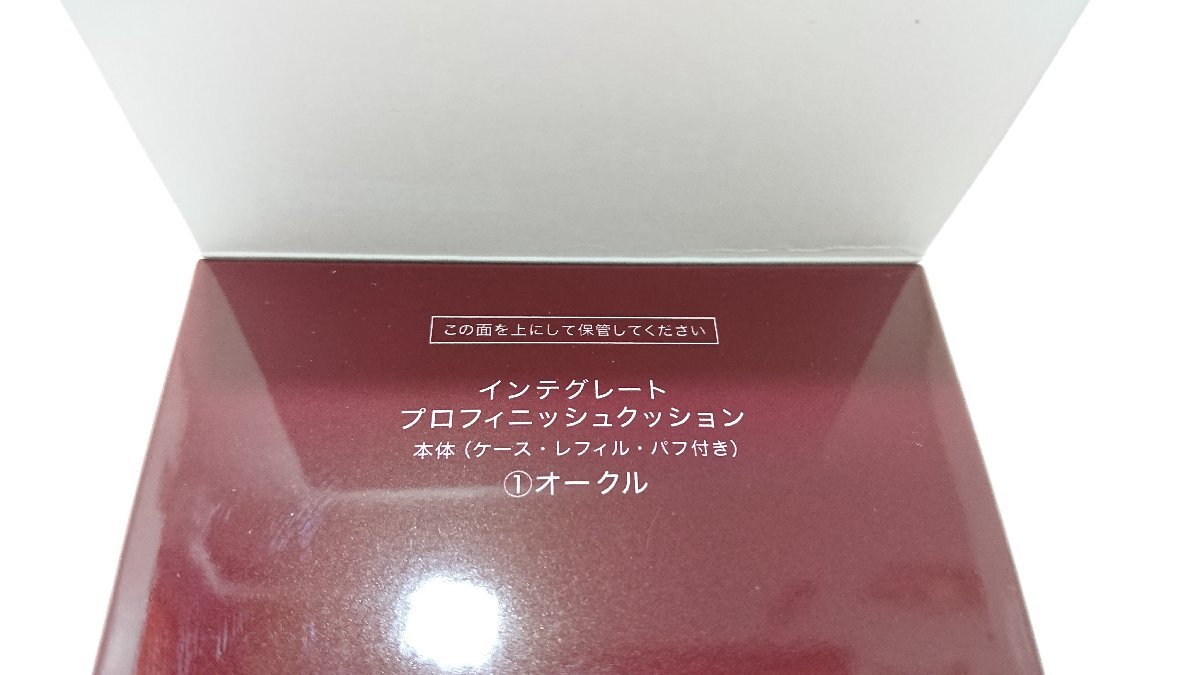 この面を上にして保管してください
インテグレート
プロフィニッシュクッション
本体（ケース・レフィル・パフ付き）
①オークル